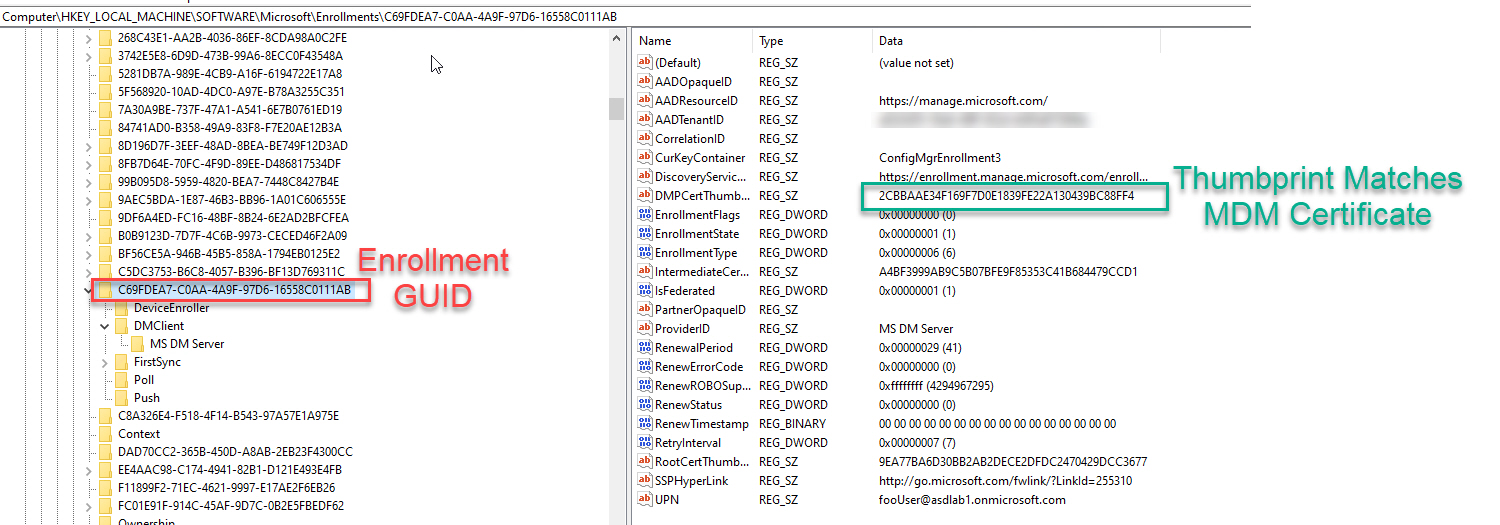 Computer\HKEY_LOCAL_MACHINE\SOFTWARE\Microsoft\Enrollments\C69FDEA7-C0AA-4A9F-97D6-16558C0111AB
268C43E1-AA2B-4036-86EF-8CDA98A0C2FE
3742E5E8-6D9D-473B-99A6-8ECC0F43548A
5281DB7A-989E-4CB9-A16F-6194722E17A8
5F568920-10AD-4DC0-A97E-B78A3255C351
7A30A9BE-737F-47A1-A541-6E7B0761ED19
84741AD0-B358-49A9-83F8-F7E20AE12B3A
8D196D7F-3EEF-48AD-8BEA-BE749F12D3AD
8FB7D64E-70FC-4F9D-89EE-D486817534DF
99B095D8-5959-4820-BEA7-7448C8427B4E
9AEC5BDA-1E87-46B3-BB96-1A01C606555E
9DF6A4ED-FC16-48BF-8B24-6E2AD2BFCFEA
B0B9123D-7D7F-4C6B-9973-CECED46F2A09
BF56CE5A-946B-45B5-858A-1794EB0125E2
C5DC3753-B6C8-4057-B396-BF13D769311C
C69FDEA7-C0AA-4A9F-97D6-16558C0111AB
DeviceEnroller
DMClient
MS DM Server
FirstSync
Poll
Push
C8A326E4-F518-4F14-B543-97A57E1A975E
Context
DAD70CC2-365B-450D-A8AB-2EB23F4300CC
EE4AAC98-C174-4941-82B1-D121E493E4FB
F11899F2-71EC-4621-9997-E17AE2F6EB26
FC01E91F-914C-45AF-9D7C-0B2E5FBEDF62
Ownership
Enrollment
GUID
Name Type Data
(Default) REG_SZ (value not set)
AADOpaqueID REG_SZ
AADResourceID REG_SZ https://manage.microsoft.com/
AADTenantID REG_SZ
CorrelationID REG_SZ
CurKeyContainer REG_SZ ConfigMgrEnrollment3
DiscoveryServic... REG_SZ https://enrollment.manage.microsoft.com/enroll...
DMPCertThumb... REG_SZ 2CBBAAE34F169F7D0E1839FE22A130439BC88FF4
EnrollmentFlags REG_DWORD 0x00000000 (0)
EnrollmentState REG_DWORD 0x00000001 (1)
EnrollmentType REG_DWORD 0x00000006 (6)
IntermediateCer... REG_SZ A4BF3999AB9C5B07BFE9F85353C41B684479CCD1
IsFederated REG_DWORD 0x00000001 (1)
PartnerOpaqueID REG_SZ
ProviderID REG_SZ MS DM Server
RenewalPeriod REG_DWORD 0x00000029 (41)
RenewErrorCode REG_DWORD 0x00000000 (0)
RenewROBOSup... REG_DWORD 0xffffffff (4294967295)
RenewStatus REG_DWORD 0x00000000 (0)
RenewTimestamp REG_BINARY 00 00 00 00 00 00 00 00 00 00 00 00 00 00 00 00
RetryInterval REG_DWORD 0x00000007 (7)
RootCertThumb... REG_SZ 9EA77BA6D30BB2AB2DECE2DFDC2470429DCC3677
SSPHyperLink REG_SZ http://go.microsoft.com/fwlink/?LinkId=255310
UPN REG_SZ fooUser@asdlab1.onmicrosoft.com
Thumbprint Matches
MDM Certificate